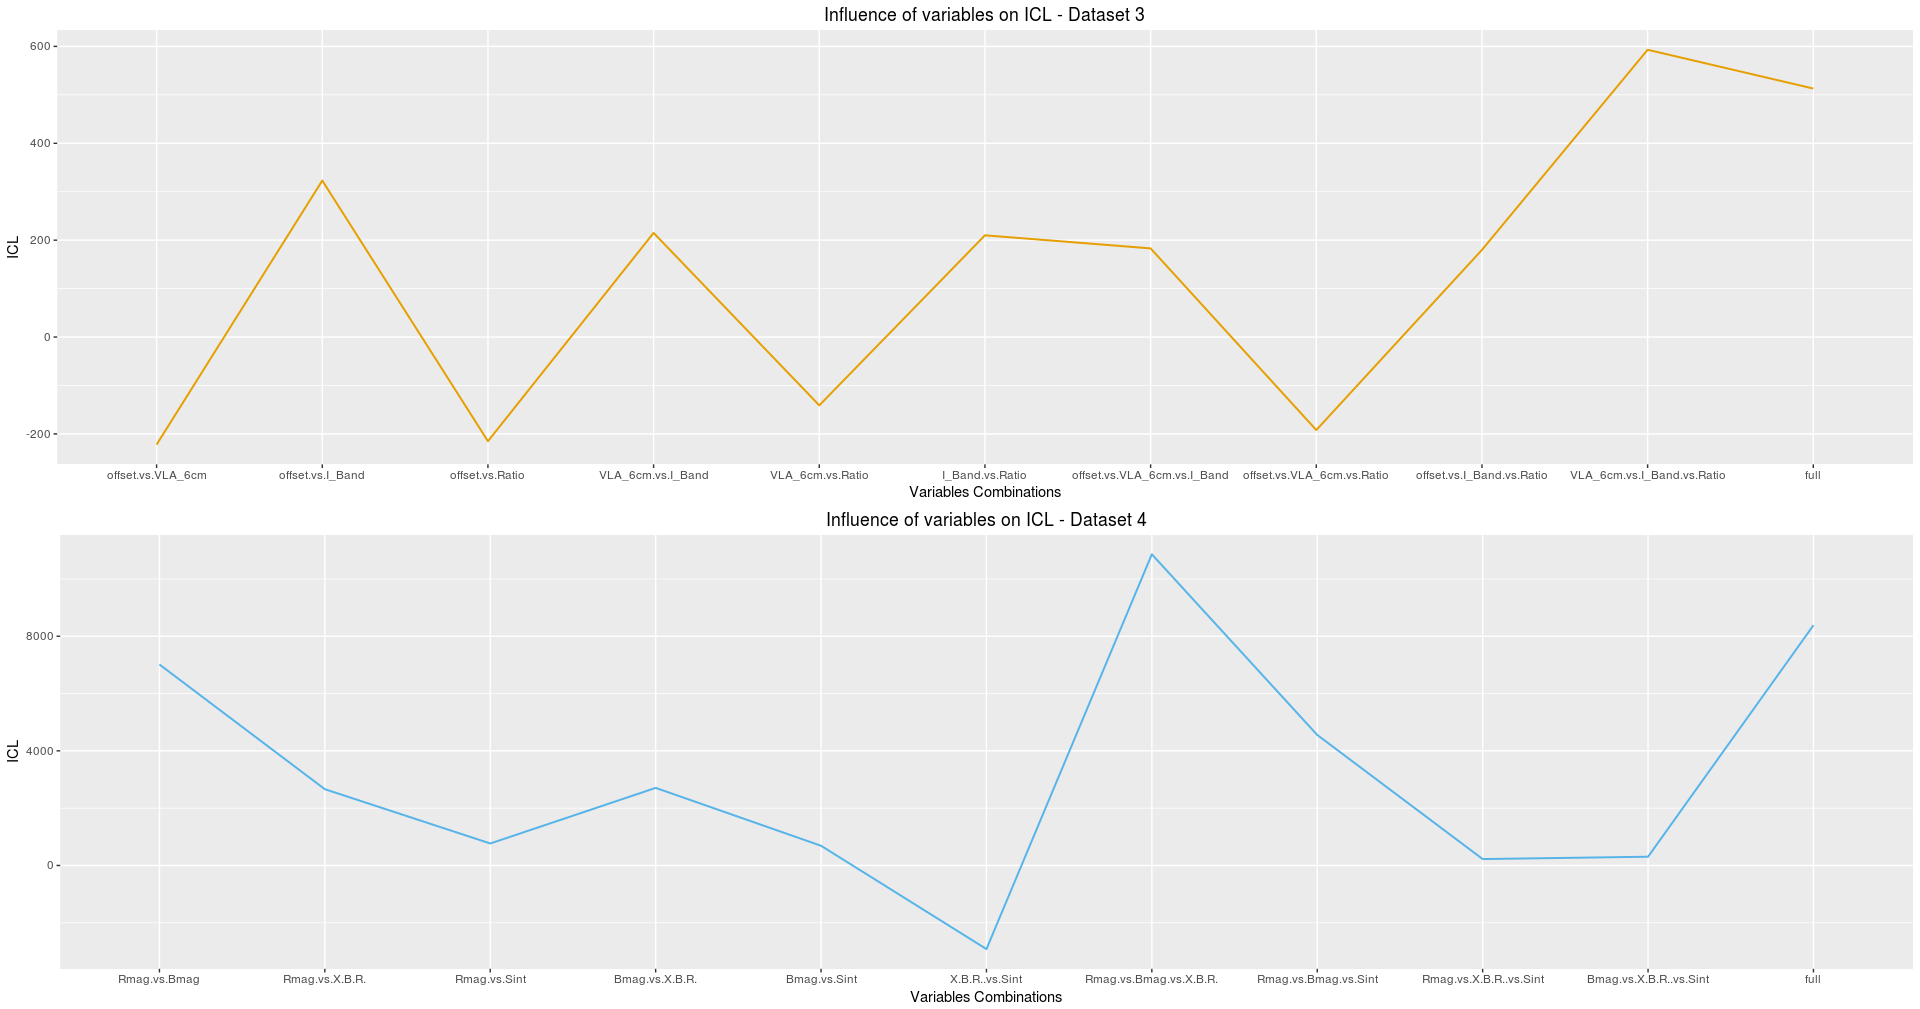 Influence of variables on ICL - Dataset 3
600
400
200
0
-200
ICL
offset.vs.VLA_6cm offset.vs.I_Band offset.vs.Ratio VLA_6cm.vs.I_Band VLA_6cm.vs.Ratio I_Band.vs.Ratio offset.vs.VLA_6cm.vs.I_Band offset.vs.VLA_6cm.vs.Ratio offset.vs.I_Band.vs.Ratio VLA_6cm.vs.I_Band.vs.Ratio full
Variables Combinations
Influence of variables on ICL - Dataset 4
8000
4000
0
ICL
Rmag.vs.Bmag Rmag.vs.X.B.R. Rmag.vs.Sint Bmag.vs.X.B.R. Bmag.vs.Sint X.B.R..vs.Sint Rmag.vs.Bmag.vs.X.B.R. Rmag.vs.Bmag.vs.Sint Rmag.vs.X.B.R..vs.Sint Bmag.vs.X.B.R..vs.Sint full
Variables Combinations